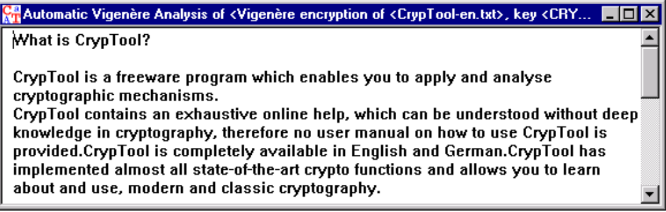 Automatic Vigenère Analysis of <Vigenère encryption of <CrypTool-en.txt>, key <CRY...
What is CrypTool?
CrypTool is a freeware program which enables you to apply and analyse
cryptographic mechanisms.
CrypTool contains an exhaustive online help, which can be understood without deep
knowledge in cryptography, therefore no user manual on how to use CrypTool is
provided.CrypTool is completely available in English and German.CrypTool has
implemented almost all state-of-the-art crypto functions and allows you to learn
about and use, modern and classic cryptography.